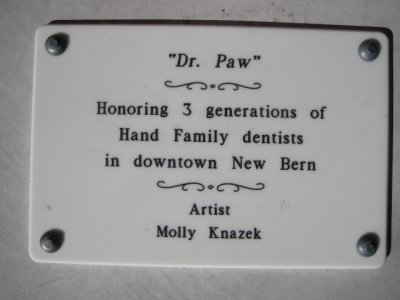 "Dr. Paw"
Honoring 3 generations of
Hand Family dentists
in downtown New Bern
Artist
Molly Knazek